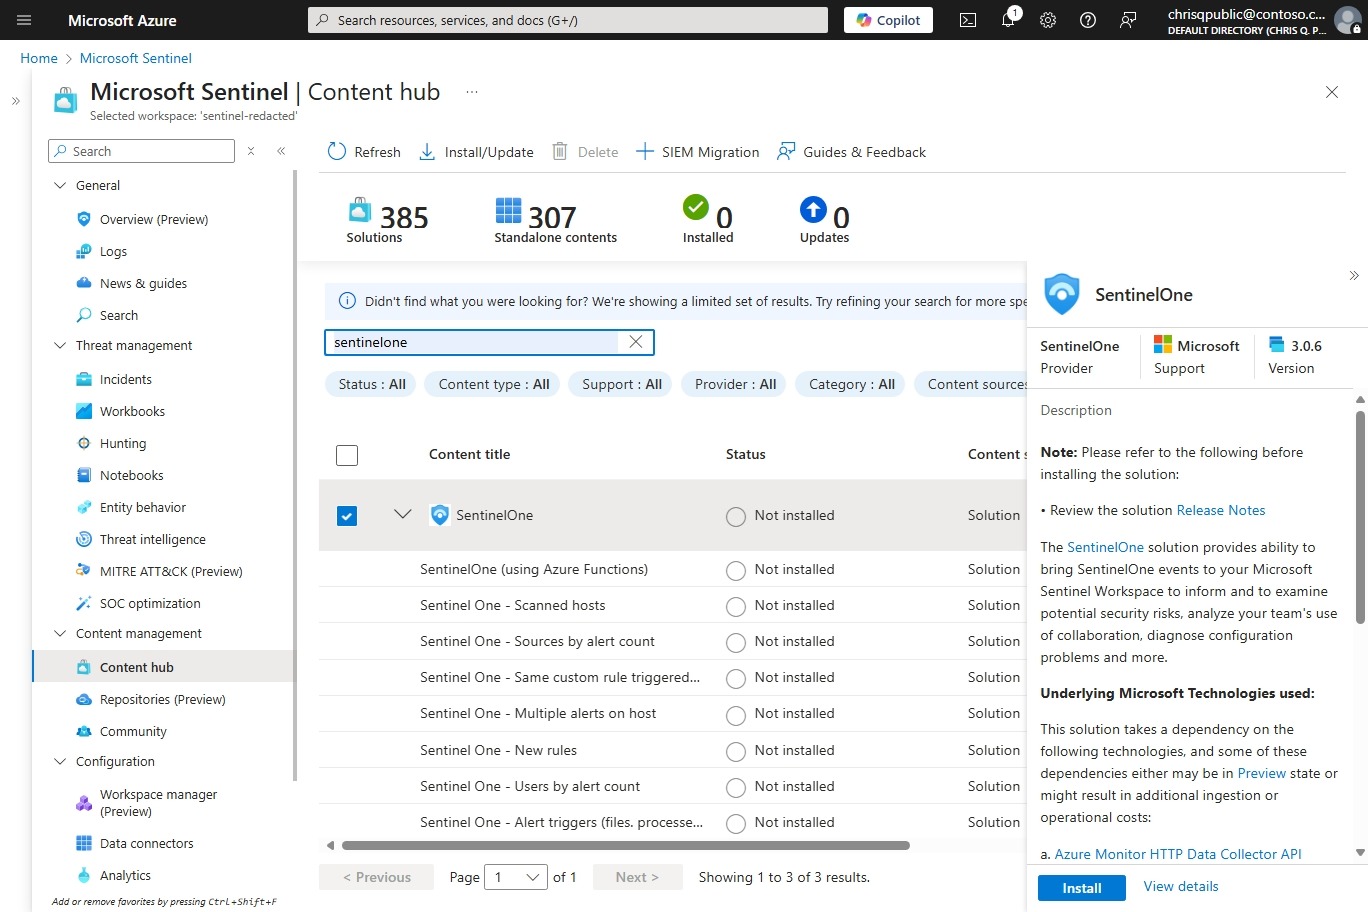 Microsoft Azure
Search resources, services, and docs (G+/)
Copilot
1
chrisqpublic@contoso.c...
DEFAULT DIRECTORY (CHRIS Q. P...
Home > Microsoft Sentinel
Microsoft Sentinel | Content hub ...
Selected workspace: 'sentinel-redacted'
Search
General
Overview (Preview)
Logs
News & guides
Search
Threat management
Incidents
Workbooks
Hunting
Notebooks
Entity behavior
Threat intelligence
MITRE ATT&CK (Preview)
SOC optimization
Content management
Content hub
Repositories (Preview)
Community
Configuration
Workspace manager
(Preview)
Data connectors
Analytics
Add or remove favorites by pressing Ctrl+Shift+F
Refresh Install/Update Delete SIEM Migration Guides & Feedback
385 307 0 0
Solutions Standalone contents Installed Updates
Didn't find what you were looking for? We're showing a limited set of results. Try refining your search for more spe
sentinelone
Status : All Content type : All Support : All Provider : All Category : All Content sources
Content title Status Content s
SentinelOne Not installed Solution
SentinelOne (using Azure Functions) Not installed Solution
Sentinel One - Scanned hosts Not installed Solution
Sentinel One - Sources by alert count Not installed Solution
Sentinel One - Same custom rule triggered... Not installed Solution
Sentinel One - Multiple alerts on host Not installed Solution
Sentinel One - New rules Not installed Solution
Sentinel One - Users by alert count Not installed Solution
Sentinel One - Alert triggers (files. processe... Not installed Solution
< Previous Page 1 of 1 Next > Showing 1 to 3 of 3 results.
SentinelOne
SentinelOne Microsoft 3.0.6
Provider Support Version
Description
Note: Please refer to the following before
installing the solution:
• Review the solution Release Notes
The SentinelOne solution provides ability to
bring SentinelOne events to your Microsoft
Sentinel Workspace to inform and to examine
potential security risks, analyze your team's use
of collaboration, diagnose configuration
problems and more.
Underlying Microsoft Technologies used:
This solution takes a dependency on the
following technologies, and some of these
dependencies either may be in Preview state or
might result in additional ingestion or
operational costs:
a. Azure Monitor HTTP Data Collector API
Install View details